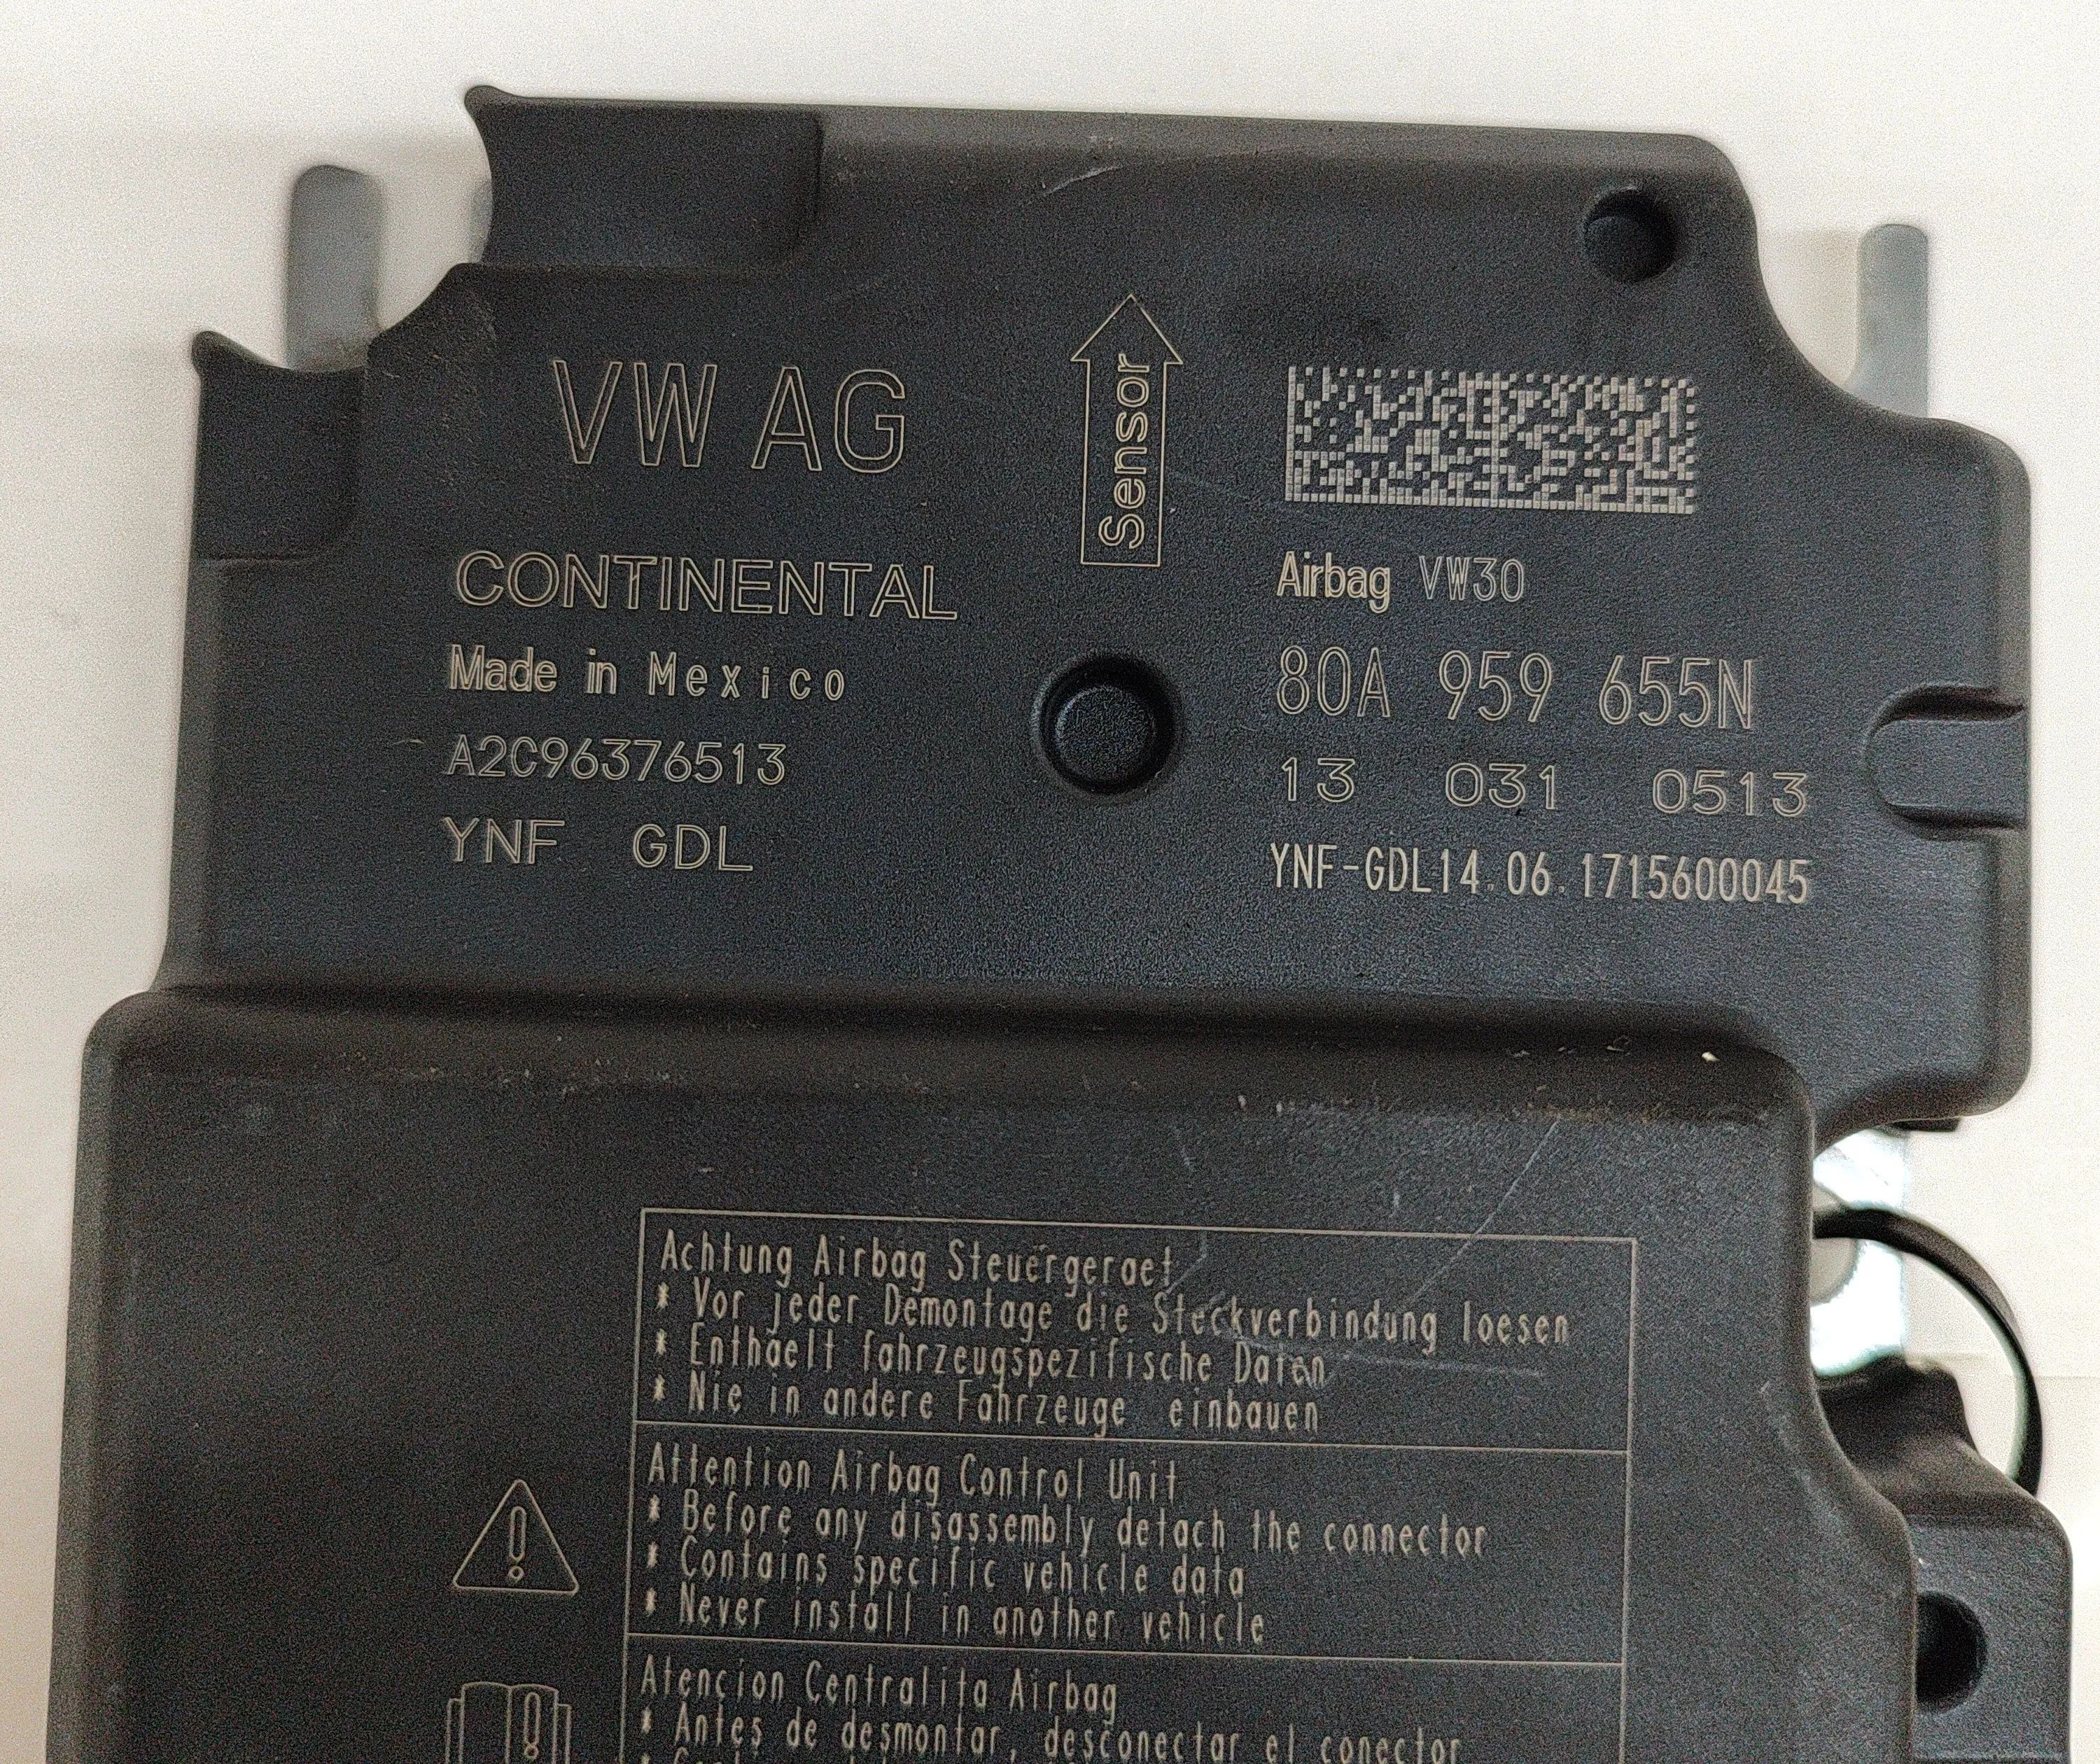 VW AG
Sensor
CONTINENTAL
Made in Mexico
A2C96376513
YNF GDL
Airbag VW30
80A 959 655N
13 031 0513
YNF-GDL14.06.1715600045
Achtung Airbag Steuergeraet
* Vor jeder Demontage die Steckverbindung loesen
* Enthaelt fahrzeugspezifische Daten
* Nie in andere Fahrzeuge einbauen
Attention Airbag Control Unit
* Before any disassembly detach the connector
* Contains specific vehicle data
* Never install in another vehicle
Atencion Centralita Airbag
* Antes de desmontar, desconectar el conector